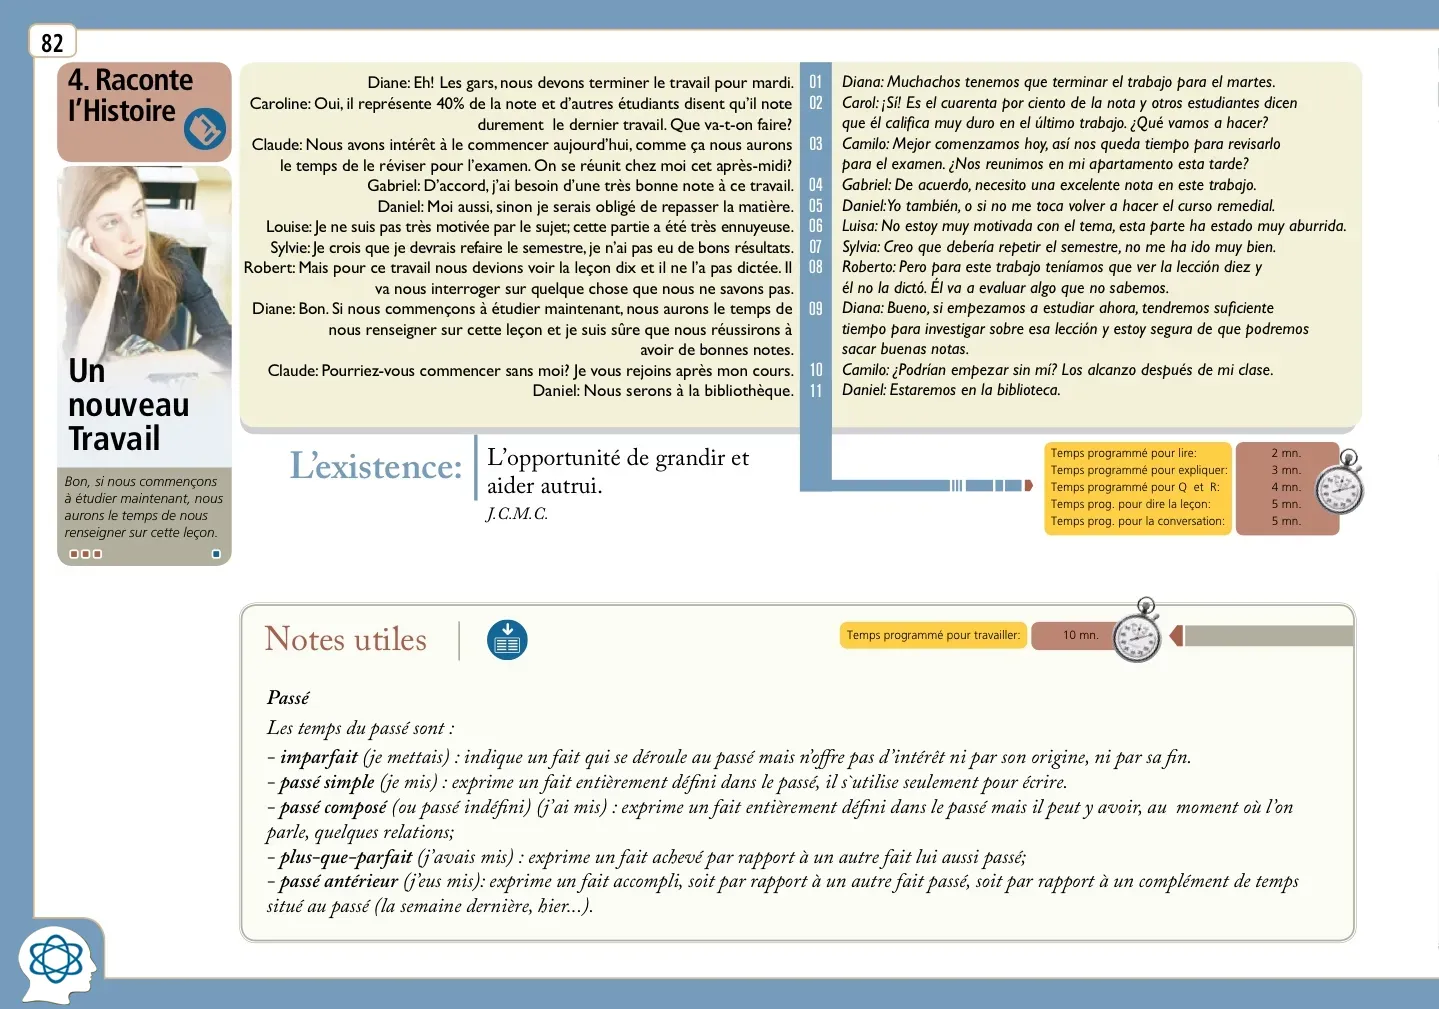 82
4. Raconte
l'Histoire
Un
nouveau
Travail
Bon, si nous commençons
à étudier maintenant, nous
aurons le temps de nous
renseigner sur cette leçon.
Diane: Eh! Les gars, nous devons terminer le travail pour mardi.
Caroline: Oui, il représente 40% de la note et d'autres étudiants disent qu'il note
durement le dernier travail. Que va-t-on faire?
Claude: Nous avons intérêt à le commencer aujourd'hui, comme ça nous aurons
le temps de le réviser pour l'examen. On se réunit chez moi cet après-midi?
Gabriel: D'accord, j'ai besoin d'une très bonne note à ce travail.
Daniel: Moi aussi, sinon je serais obligé de repasser la matière.
Louise: Je ne suis pas très motivée par le sujet; cette partie a été très ennuyeuse.
Sylvie: Je crois que je devrais refaire le semestre, je n'ai pas eu de bons résultats.
Robert: Mais pour ce travail nous devions voir la leçon dix et il ne l'a pas dictée. Il
va nous interroger sur quelque chose que nous ne savons pas.
Diane: Bon. Si nous commençons à étudier maintenant, nous aurons le temps de
nous renseigner sur cette leçon et je suis sûre que nous réussirons à
avoir de bonnes notes.
Claude: Pourriez-vous commencer sans moi? Je vous rejoins après mon cours.
Daniel: Nous serons à la bibliothèque.
01
02
03
04
05
06
07
08
09
10
11
Diana: Muchachos tenemos que terminar el trabajo para el martes.
Carol: ¡Sí! Es el cuarenta por ciento de la nota y otros estudiantes dicen
que él califica muy duro en el último trabajo. ¿Qué vamos a hacer?
Camilo: Mejor comenzamos hoy, así nos queda tiempo para revisarlo
para el examen. ¿Nos reunimos en mi apartamento esta tarde?
Gabriel: De acuerdo, necesito una excelente nota en este trabajo.
Daniel:Yo también, o si no me toca volver a hacer el curso remedial.
Luisa: No estoy muy motivada con el tema, esta parte ha estado muy aburrida.
Sylvia: Creo que debería repetir el semestre, no me ha ido muy bien.
Roberto: Pero para este trabajo teníamos que ver la lección diez y
él no la dictó. Él va a evaluar algo que no sabemos.
Diana: Bueno, si empezamos a estudiar ahora, tendremos suficiente
tiempo para investigar sobre esa lección y estoy segura de que podremos
sacar buenas notas.
Camilo: ¿Podrían empezar sin mí? Los alcanzo después de mi clase.
Daniel: Estaremos en la biblioteca.
L'existence:
L'opportunité de grandir et
aider autrui.
J.C.M.C.
Temps programmé pour lire: 2 mn.
Temps programmé pour expliquer: 3 mn.
Temps programmé pour Q et R: 4 mn.
Temps prog. pour dire la leçon: 5 mn.
Temps prog. pour la conversation: 5 mn.
Notes utiles
Temps programmé pour travailler: 10 mn.
Passé
Les temps du passé sont :
- imparfait (je mettais) : indique un fait qui se déroule au passé mais n'offre pas d'intérêt ni par son origine, ni par sa fin.
- passé simple (je mis) : exprime un fait entièrement défini dans le passé, il s`utilise seulement pour écrire.
- passé composé (ou passé indéfini) (j'ai mis) : exprime un fait entièrement défini dans le passé mais il peut y avoir, au moment où l'on
parle, quelques relations;
- plus-que-parfait (j'avais mis) : exprime un fait achevé par rapport à un autre fait lui aussi passé;
- passé antérieur (j'eus mis): exprime un fait accompli, soit par rapport à un autre fait passé, soit par rapport à un complément de temps
situé au passé (la semaine dernière, hier...).